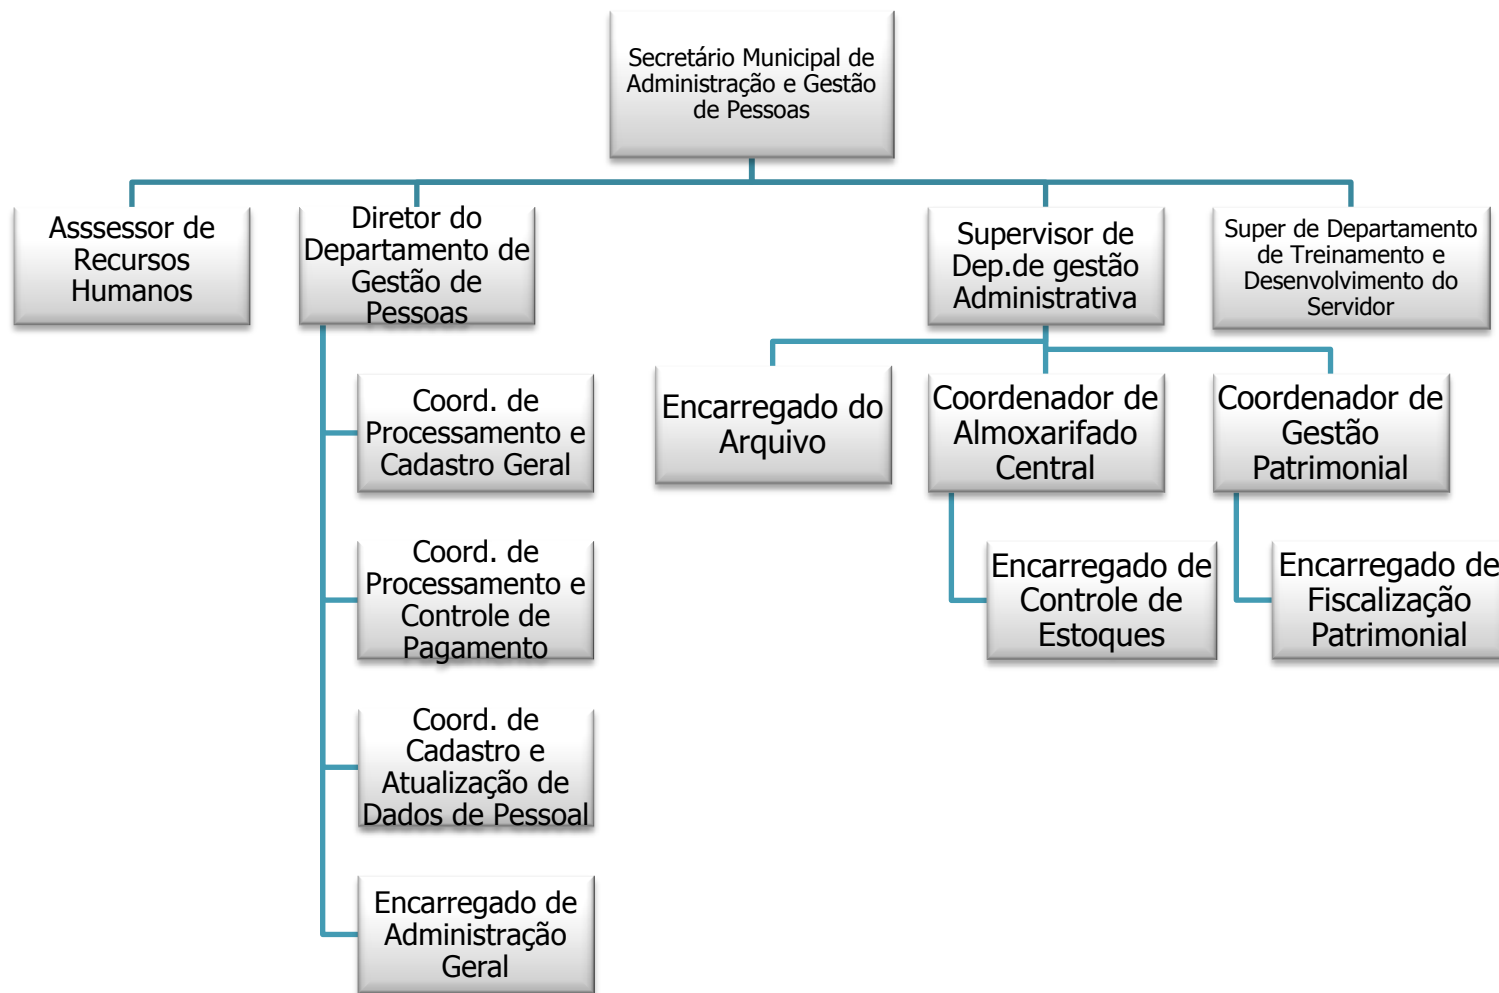 Secretário Municipal de
Administração e Gestão
de Pessoas
Asssessor de
Recursos
Humanos
Diretor do
Departamento de
Gestão de
Pessoas
Supervisor de
Dep.de gestão
Administrativa
Super de Departamento
de Treinamento e
Desenvolvimento do
Servidor
Coord. de
Processamento e
Cadastro Geral
Coord. de
Processamento e
Controle de
Pagamento
Coord. de
Cadastro e
Atualização de
Dados de Pessoal
Encarregado de
Administração
Geral
Encarregado do
Arquivo
Coordenador de
Almoxarifado
Central
Encarregado de
Controle de
Estoques
Coordenador de
Gestão
Patrimonial
Encarregado de
Fiscalização
Patrimonial